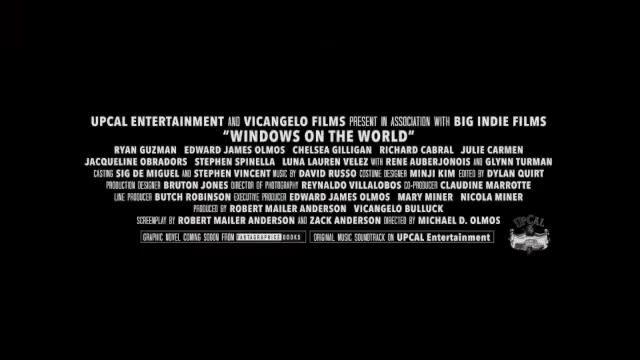 UPCAL ENTERTAINMENT AND VICANGELO FILMS PRESENT IN ASSOCIATION WITH BIG INDIE FILMS
"WINDOWS ON THE WORLD"
RYAN GUZMAN EDWARD JAMES OLMOS CHELSEA GILLIGAN RICHARD CABRAL JULIE CARMEN
JACQUELINE OBRADORS STEPHEN SPINELLA LUNA LAUREN VELEZ WITH RENE AUBERJONOIS AND GLYNN TURMAN
CASTING SIG DE MIGUEL AND STEPHEN VINCENT MUSIC BY DAVID RUSSO COSTUME DESIGNER MINJI KIM EDITED BY DYLAN QUIRT
PRODUCTION DESIGNER BRUTON JONES DIRECTOR OF PHOTOGRAPHY REYNALDO VILLALOBOS CO-PRODUCER CLAUDINE MARROTTE
LINE PRODUCER BUTCH ROBINSON EXECUTIVE PRODUCER EDWARD JAMES OLMOS MARY MINER NICOLA MINER
PRODUCED BY ROBERT MAILER ANDERSON VICANGELO BULLUCK
SCREENPLAY BY ROBERT MAILER ANDERSON AND ZACK ANDERSON DIRECTED BY MICHAEL D. OLMOS
UPCAL
GRAPHIC NOVEL COMING SOOON FROM FANTAGRAPHICS BOOKS ORIGINAL MUSIC SOUNDTRACK ON UPCAL Entertainment